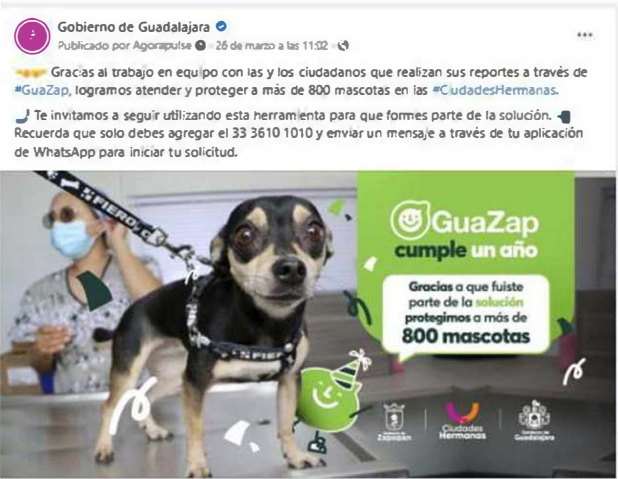 Gobierno de Guadalajara
Publicado por Agorapulse · 26 de marzo a las 11:02
Gracias al trabajo en equipo con las y los ciudadanos que realizan sus reportes a través de
#GuaZap, logramos atender y proteger a más de 800 mascotas en las #CiudadesHermanas.
Te invitamos a seguir utilizando esta herramienta para que formes parte de la solución.
Recuerda que solo debes agregar el 33 3610 1010 y enviar un mensaje a través de tu aplicación
de WhatsApp para iniciar tu solicitud.
FIERO
FIERO
GuaZap
cumple un año
Gracias a que fuiste
parte de la solución
protegimos a más de
800 mascotas
Zapopan
Ciudades
Hermanas
Gobierno de
Guadalajara